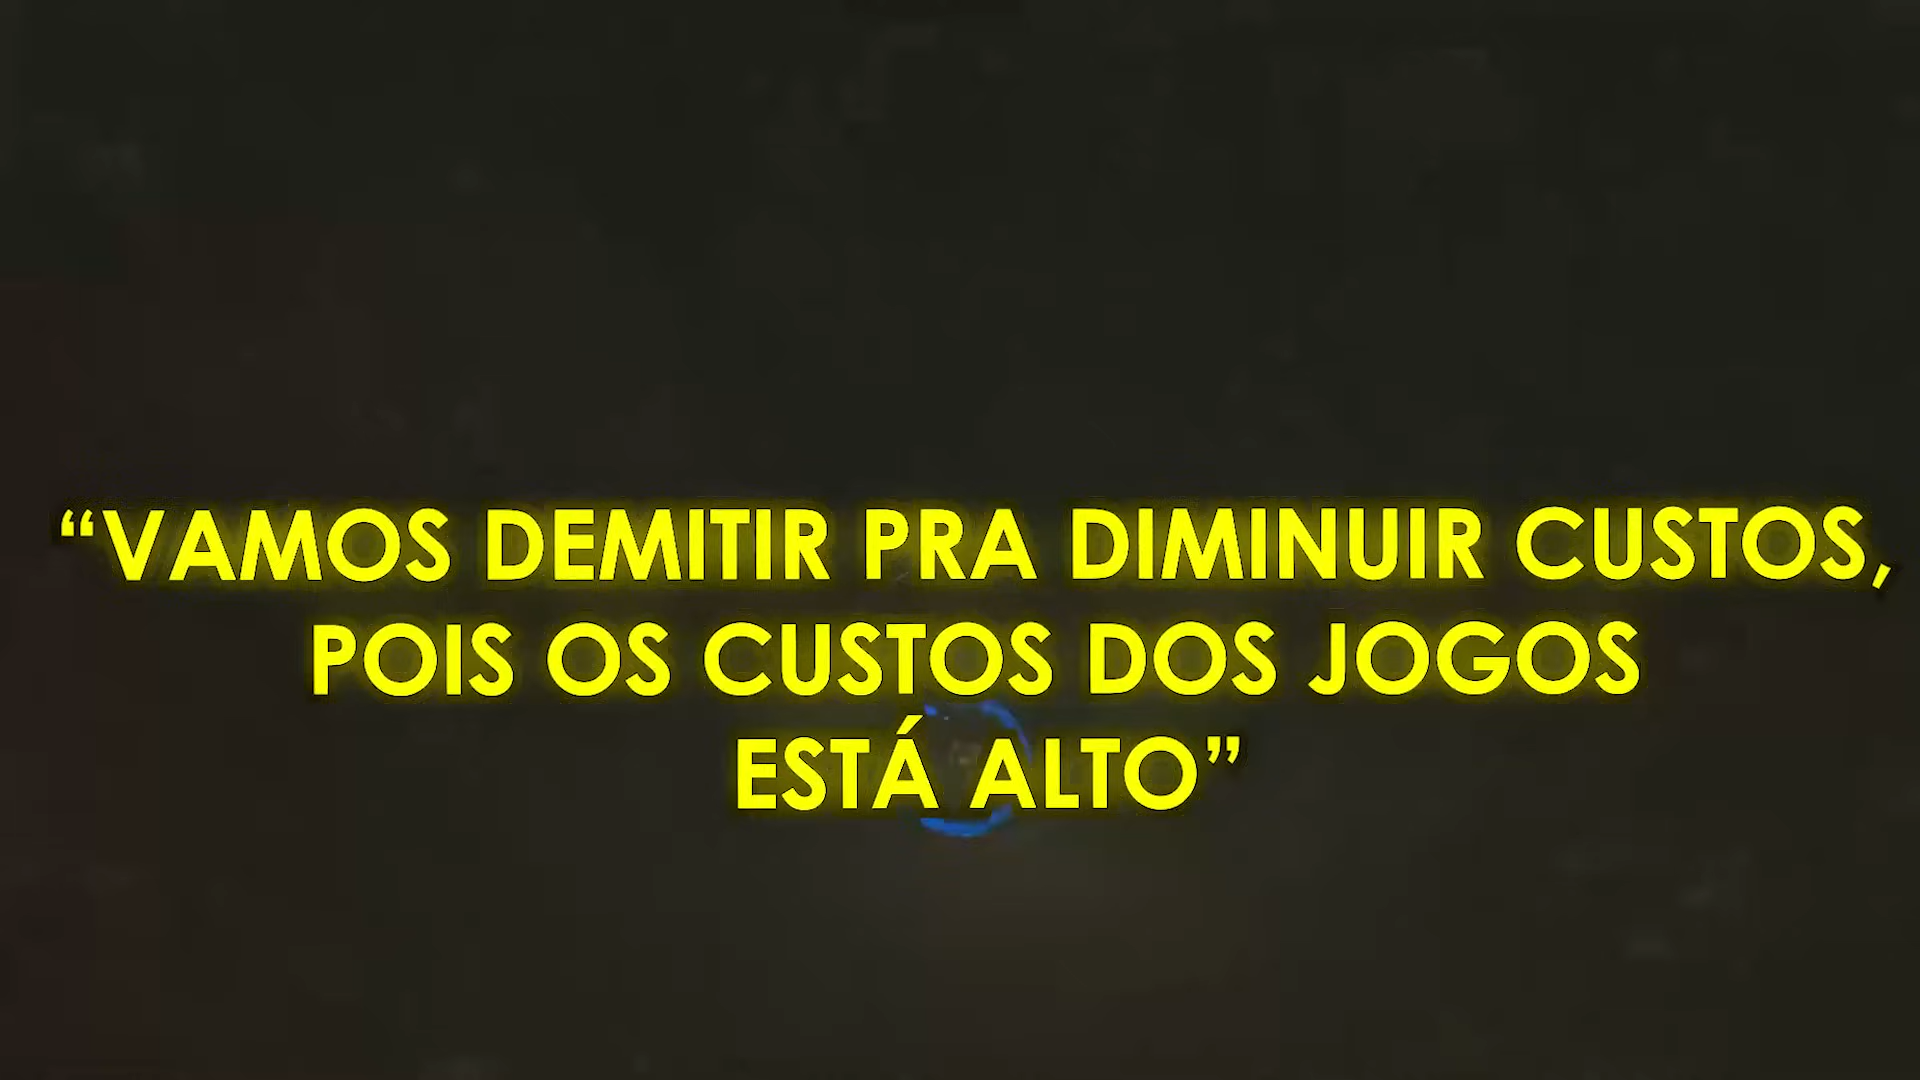 “VAMOS DEMITIR PRA DIMINUIR CUSTOS,
POIS OS CUSTOS DOS JOGOS
ESTÁ ALTO”